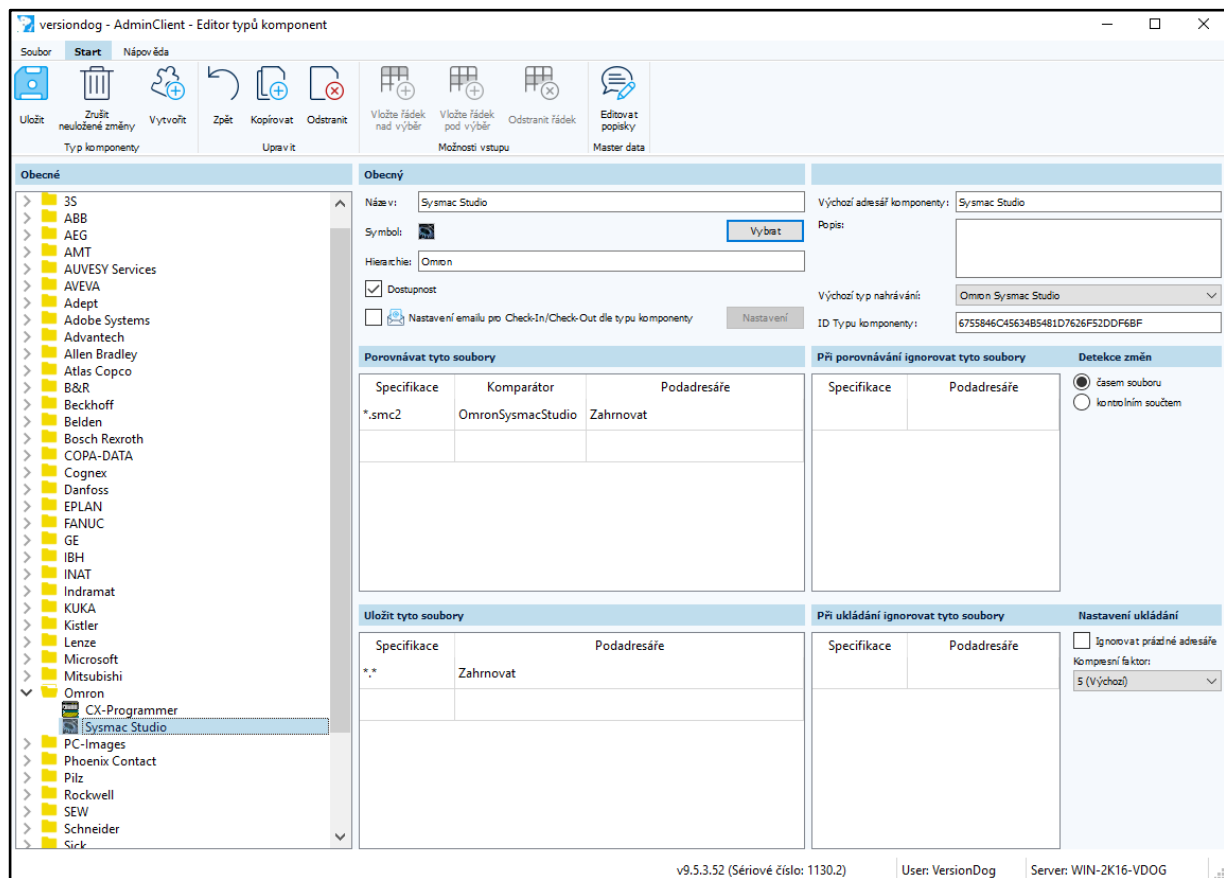 versiondog - AdminClient - Editor typů komponent
Soubor Start Nápověda
Uložit
Zrušit
neuložené změny
Vytvořit
Typ komponenty
Zpět
Kopírovat
Odstranit
Upravit
Vložte řádek
nad výběr
Vložte řádek
pod výběr
Odstranit řádek
Možnosti vstupu
Editovat
popisky
Master data
Obecné
3S
ABB
AEG
AMT
AUVESY Services
AVEVA
Adept
Adobe Systems
Advantech
Allen Bradley
Atlas Copco
B&R
Beckhoff
Belden
Bosch Rexroth
COPA-DATA
Cognex
Danfoss
EPLAN
FANUC
GE
IBH
INAT
Indramat
KUKA
Kistler
Lenze
Microsoft
Mitsubishi
Omron
CX-Programmer
Sysmac Studio
PC-Images
Phoenix Contact
Pilz
Rockwell
SEW
Schneider
Sick
Obecný
Název: Sysmac Studio
Symbol: Vybrat
Hierarchie: Omron
Dostupnost
Nastavení emailu pro Check-In/Check-Out dle typu komponenty Nastavení
Výchozí adresář komponenty: Sysmac Studio
Popis:
Výchozí typ nahrávání: Omron Sysmac Studio
ID Typu komponenty: 6755846C45634B5481D7626F52DDF6BF
Porovnávat tyto soubory
Specifikace Komparátor Podadresáře
*.smc2 OmronSysmacStudio Zahrnovat
Při porovnávání ignorovat tyto soubory
Specifikace Podadresáře
Detekce změn
časem souboru
kontrolním součtem
Uložit tyto soubory
Specifikace Podadresáře
*.* Zahrnovat
Při ukládání ignorovat tyto soubory
Specifikace Podadresáře
Nastavení ukládání
Ignorovat prázdné adresáře
Kompresní faktor:
5 (Výchozí)
v9.5.3.52 (Sériové číslo: 1130.2) User: VersionDog Server: WIN-2K16-VDOG